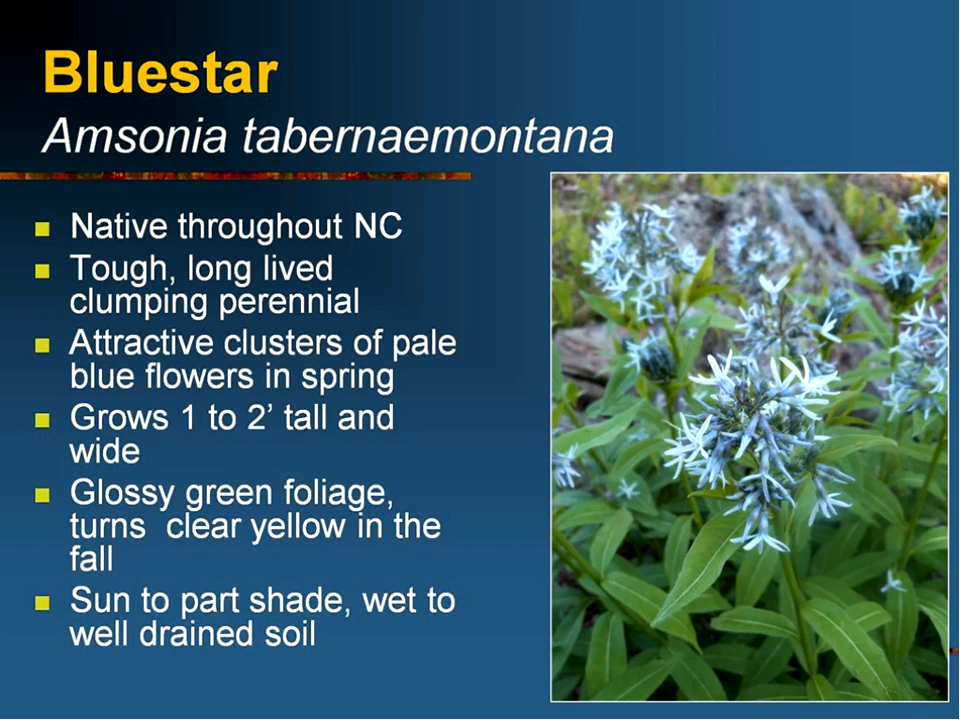 Bluestar
Amsonia tabernaemontana
Native throughout NC
Tough, long lived
clumping perennial
Attractive clusters of pale
blue flowers in spring
Grows 1 to 2’ tall and
wide
Glossy green foliage,
turns  clear yellow in the
fall
Sun to part shade, wet to
well drained soil